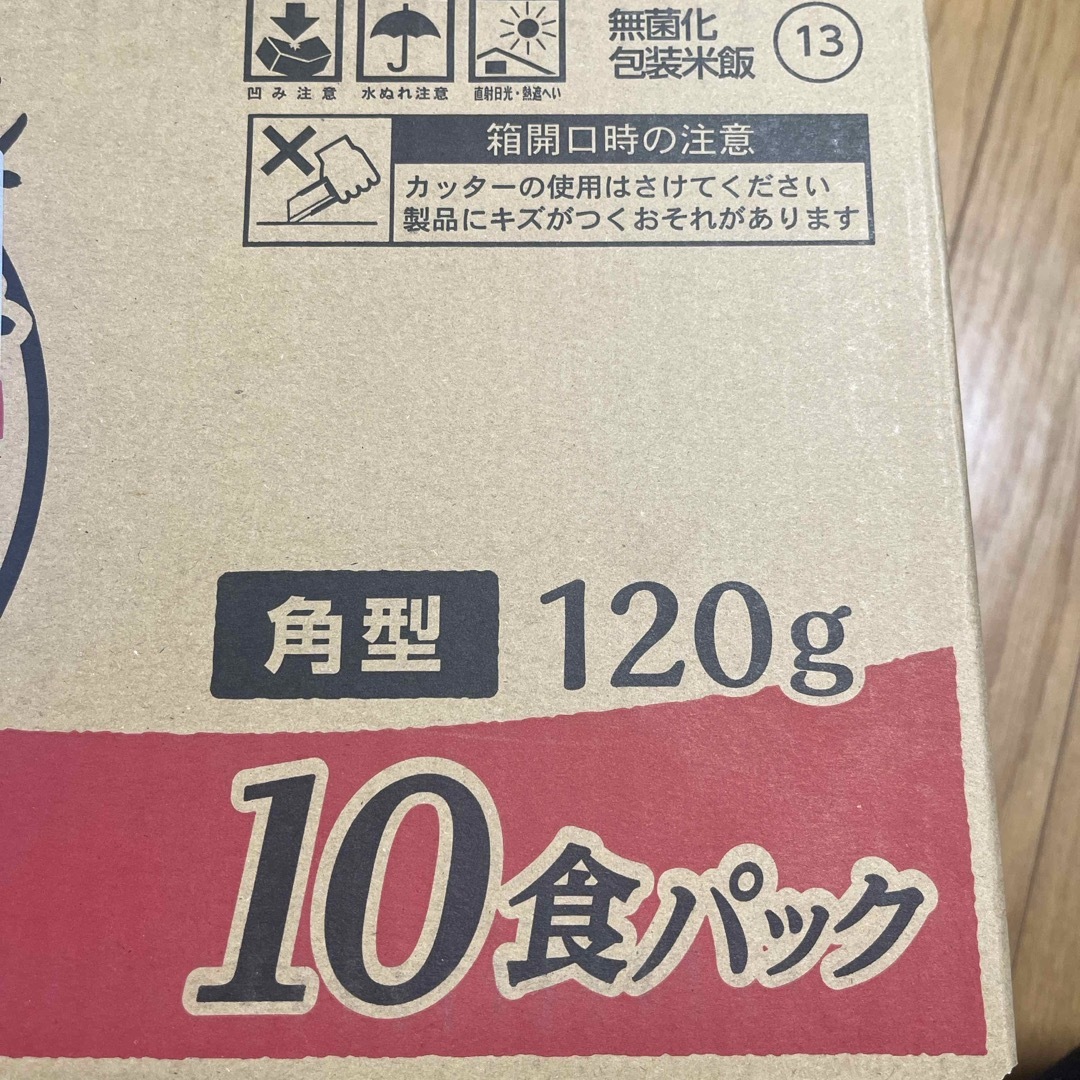 無菌化
包装米飯
13
凹み注意
水ぬれ注意
直射日光・熱遮へい
箱開口時の注意
カッターの使用はさけてください
製品にキズがつくおそれがあります
角型
120g
10食パック